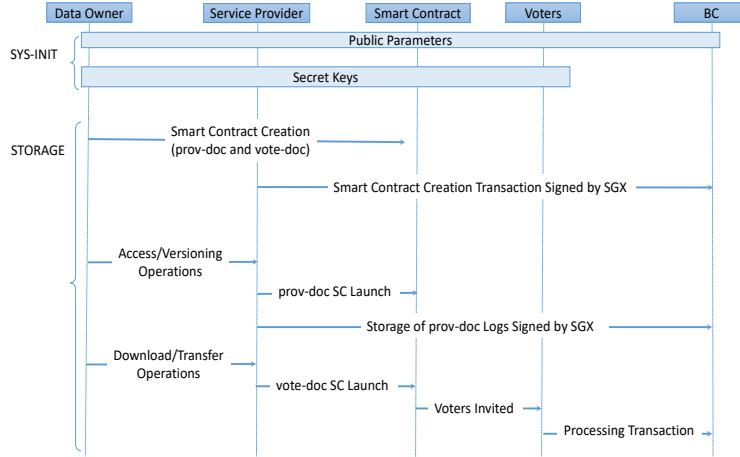 Data Owner
Service Provider
Smart Contract
Voters
BC
Public Parameters
SYS-INIT
Secret Keys
Smart Contract Creation
(prov-doc and vote-doc)
STORAGE
Smart Contract Creation Transaction Signed by SGX
Access/Versioning
Operations
prov-doc SC Launch
Storage of prov-doc Logs Signed by SGX
Download/Transfer
Operations
vote-doc SC Launch
Voters Invited
Processing Transaction